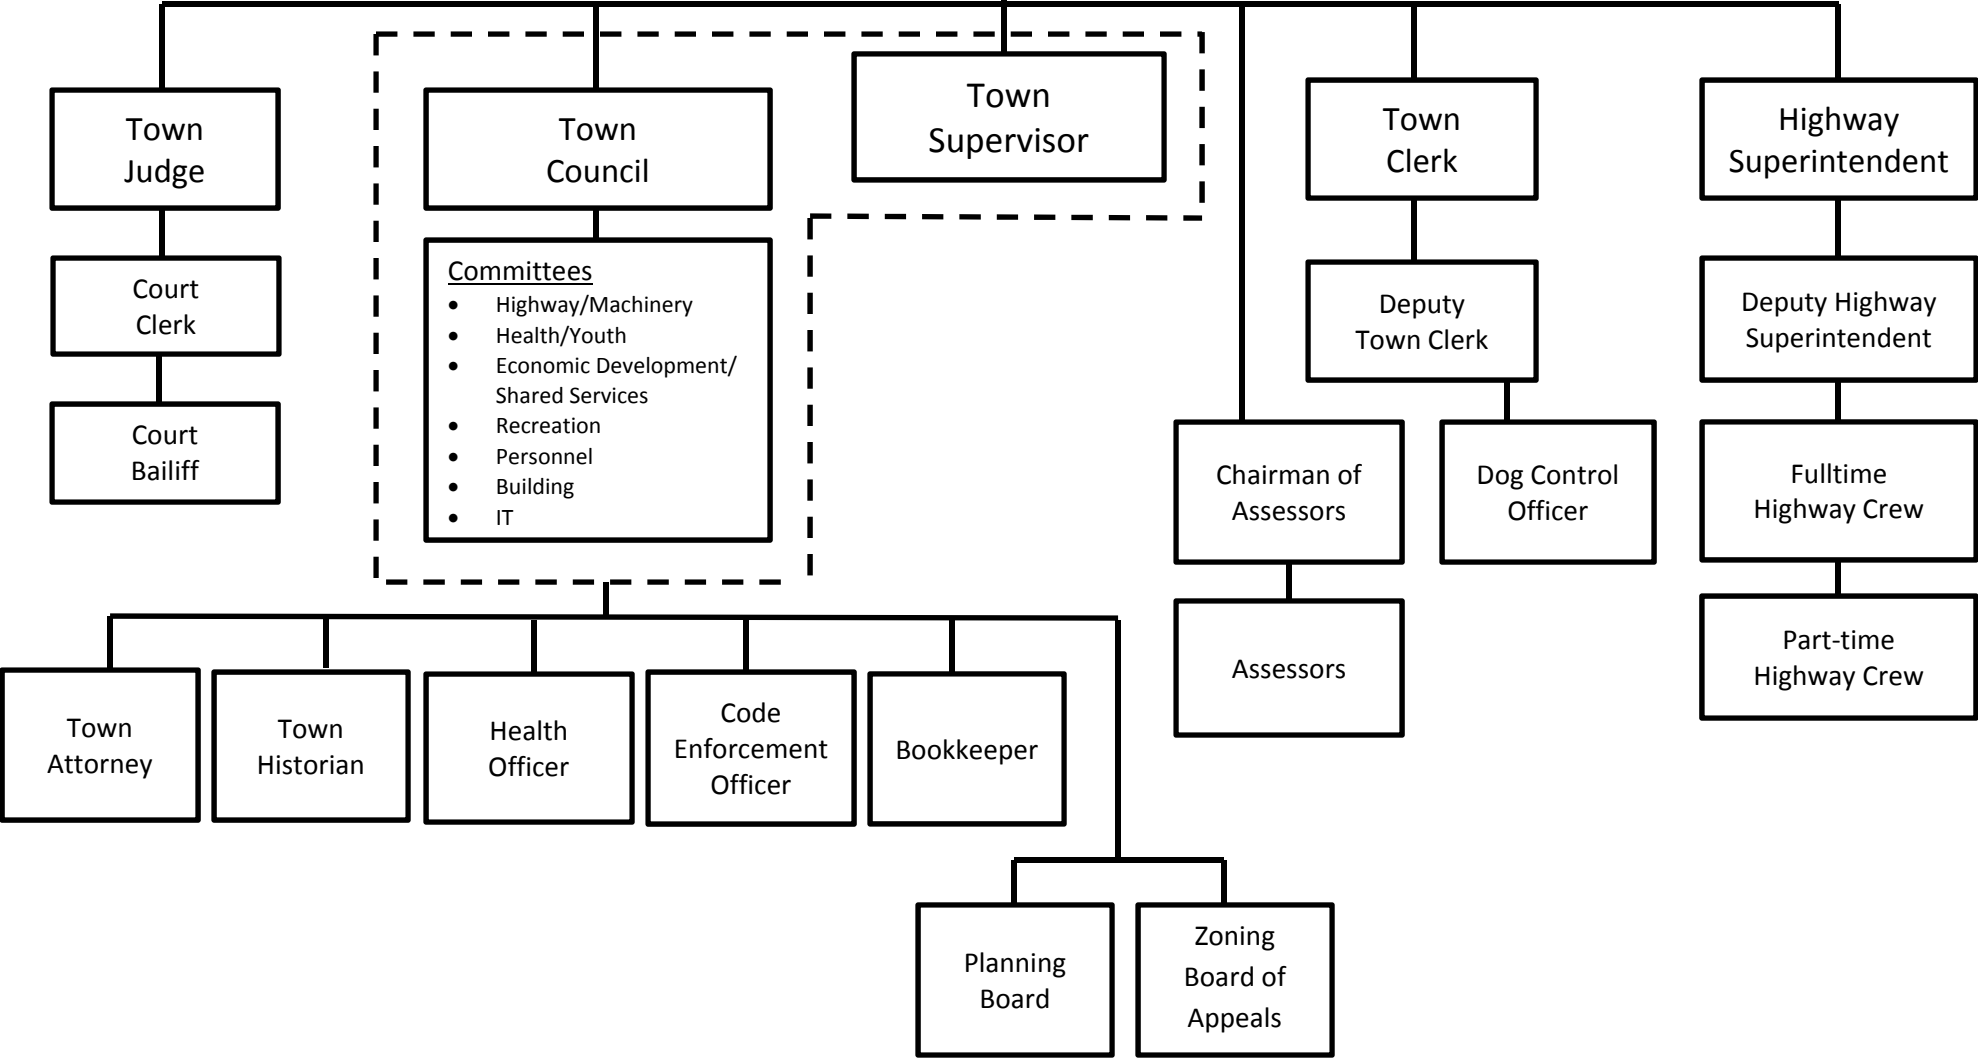 Town
Judge
Town
Council
Town
Supervisor
Town
Clerk
Highway
Superintendent
Court
Clerk
Court
Bailiff
Committees
• Highway/Machinery
• Health/Youth
• Economic Development/
Shared Services
• Recreation
• Personnel
• Building
• IT
Deputy
Town Clerk
Deputy Highway
Superintendent
Chairman of
Assessors
Dog Control
Officer
Fulltime
Highway Crew
Assessors
Part-time
Highway Crew
Town
Attorney
Town
Historian
Health
Officer
Code
Enforcement
Officer
Bookkeeper
Planning
Board
Zoning
Board of
Appeals